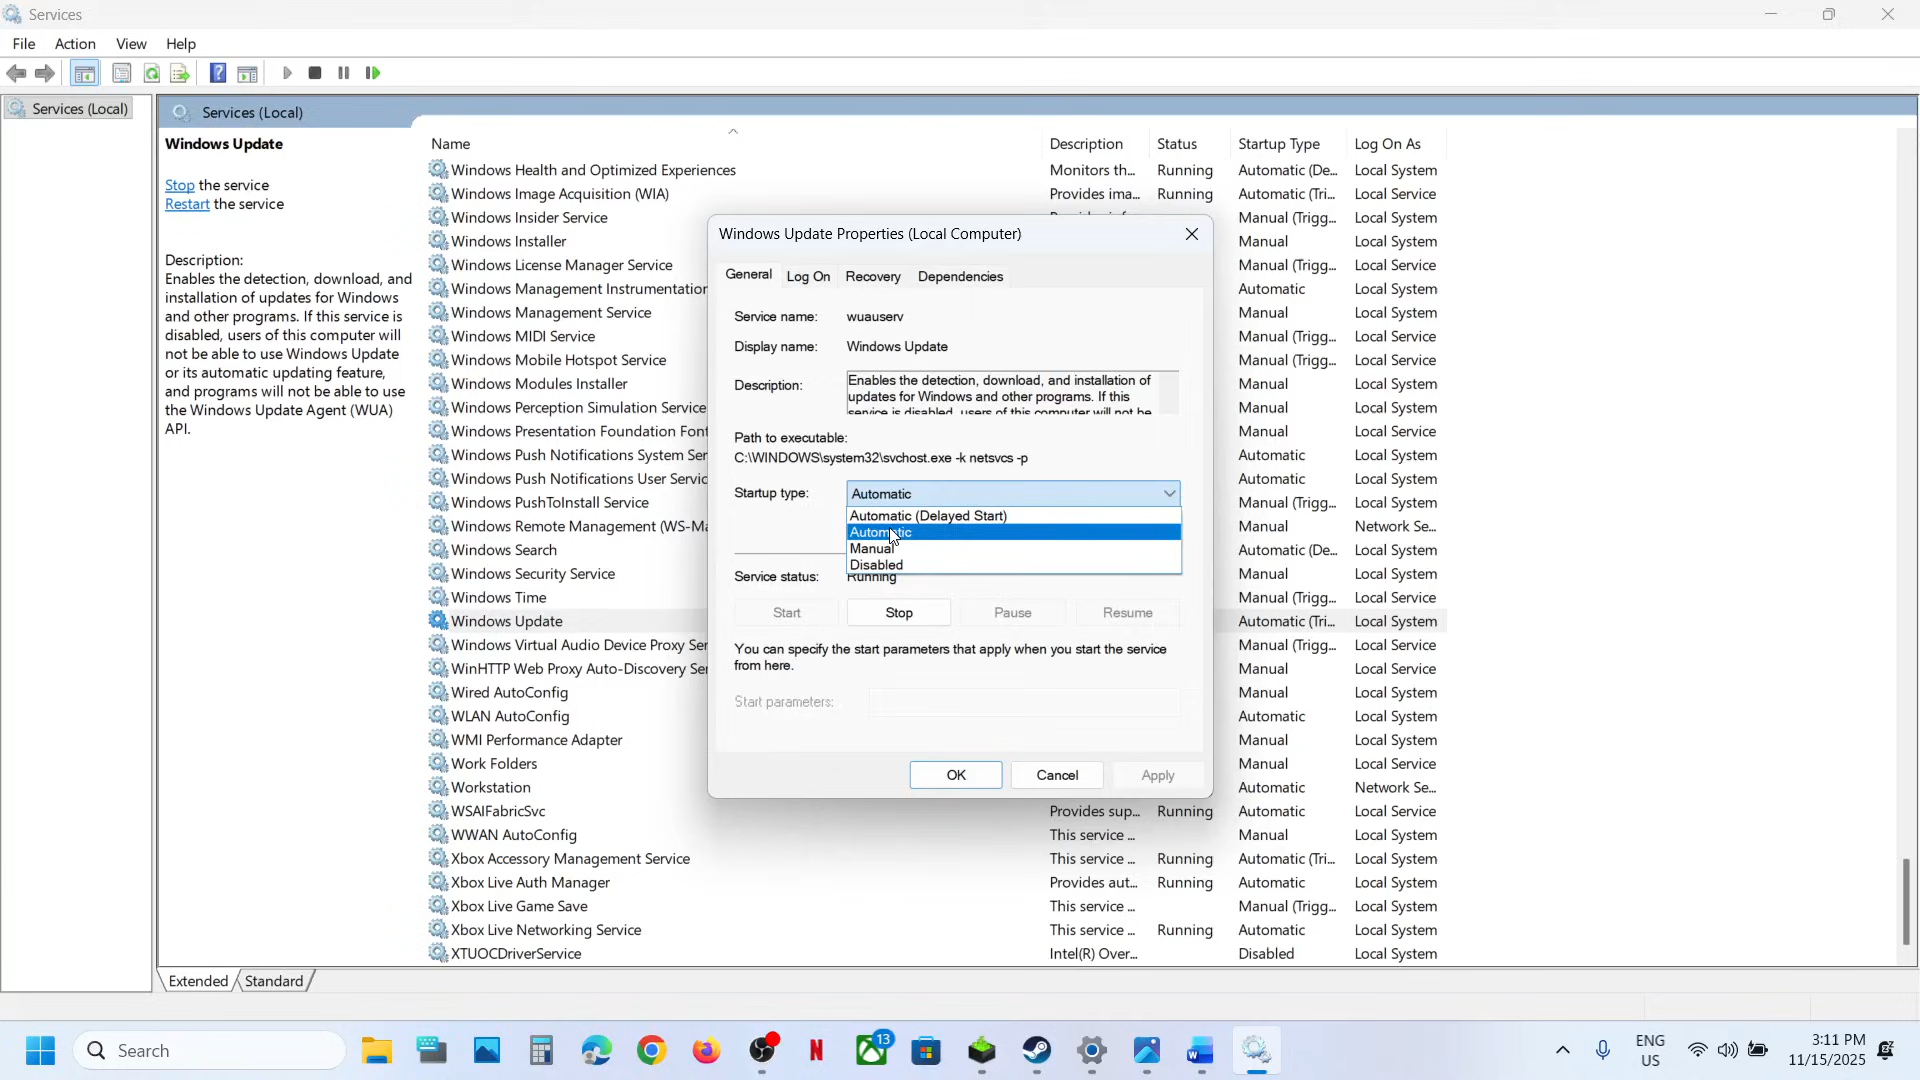 Services
File Action View Help
Services (Local)
Services (Local)
Windows Update
Stop the service
Restart the service
Description:
Enables the detection, download, and
installation of updates for Windows
and other programs. If this service is
disabled, users of this computer will
not be able to use Windows Update
or its automatic updating feature,
and programs will not be able to use
the Windows Update Agent (WUA)
API.
Name Description Status Startup Type Log On As
Windows Health and Optimized Experiences Monitors th... Running Automatic (De... Local System
Windows Image Acquisition (WIA) Provides ima... Running Automatic (Tri... Local Service
Windows Insider Service Manual (Trigg... Local System
Windows Installer Manual Local System
Windows License Manager Service Manual (Trigg... Local Service
Windows Management Instrumentation Automatic Local System
Windows Management Service Manual Local System
Windows MIDI Service Manual (Trigg... Local Service
Windows Mobile Hotspot Service Manual (Trigg... Local Service
Windows Modules Installer Manual Local System
Windows Perception Simulation Service Manual Local System
Windows Presentation Foundation Font Manual Local Service
Windows Push Notifications System Ser Automatic Local System
Windows Push Notifications User Servic Automatic Local System
Windows PushToInstall Service Manual (Trigg... Local System
Windows Remote Management (WS-Ma Manual Network Se...
Windows Search Automatic (De... Local System
Windows Security Service Manual Local System
Windows Time Manual (Trigg... Local Service
Windows Update Automatic (Tri... Local System
Windows Virtual Audio Device Proxy Ser Manual (Trigg... Local System
WinHTTP Web Proxy Auto-Discovery Ser Manual Local Service
Wired AutoConfig Manual Local System
WLAN AutoConfig Automatic Local System
WMI Performance Adapter Manual Local System
Work Folders Manual Local Service
Workstation Automatic Network Se...
WSAIFabricSvc Provides sup... Running Automatic Local Service
WWAN AutoConfig This service ... Manual Local System
Xbox Accessory Management Service This service ... Running Automatic (Tri... Local System
Xbox Live Auth Manager Provides aut... Running Automatic Local System
Xbox Live Game Save This service ... Manual (Trigg... Local System
Xbox Live Networking Service This service ... Running Automatic Local System
XTUOCDriverService Intel(R) Over... Disabled Local System
Windows Update Properties (Local Computer)
General Log On Recovery Dependencies
Service name: wuauserv
Display name: Windows Update
Description: Enables the detection, download, and installation of
updates for Windows and other programs. If this
service is disabled, users of this computer will not be
Path to executable:
C:\WINDOWS\system32\svchost.exe -k netsvcs -p
Startup type: Automatic
Automatic (Delayed Start)
Automatic
Manual
Disabled
Service status: Running
Start Stop Pause Resume
You can specify the start parameters that apply when you start the service
from here.
Start parameters:
OK Cancel Apply
Extended Standard
Search
13
ENG
US
3:11 PM
11/15/2025